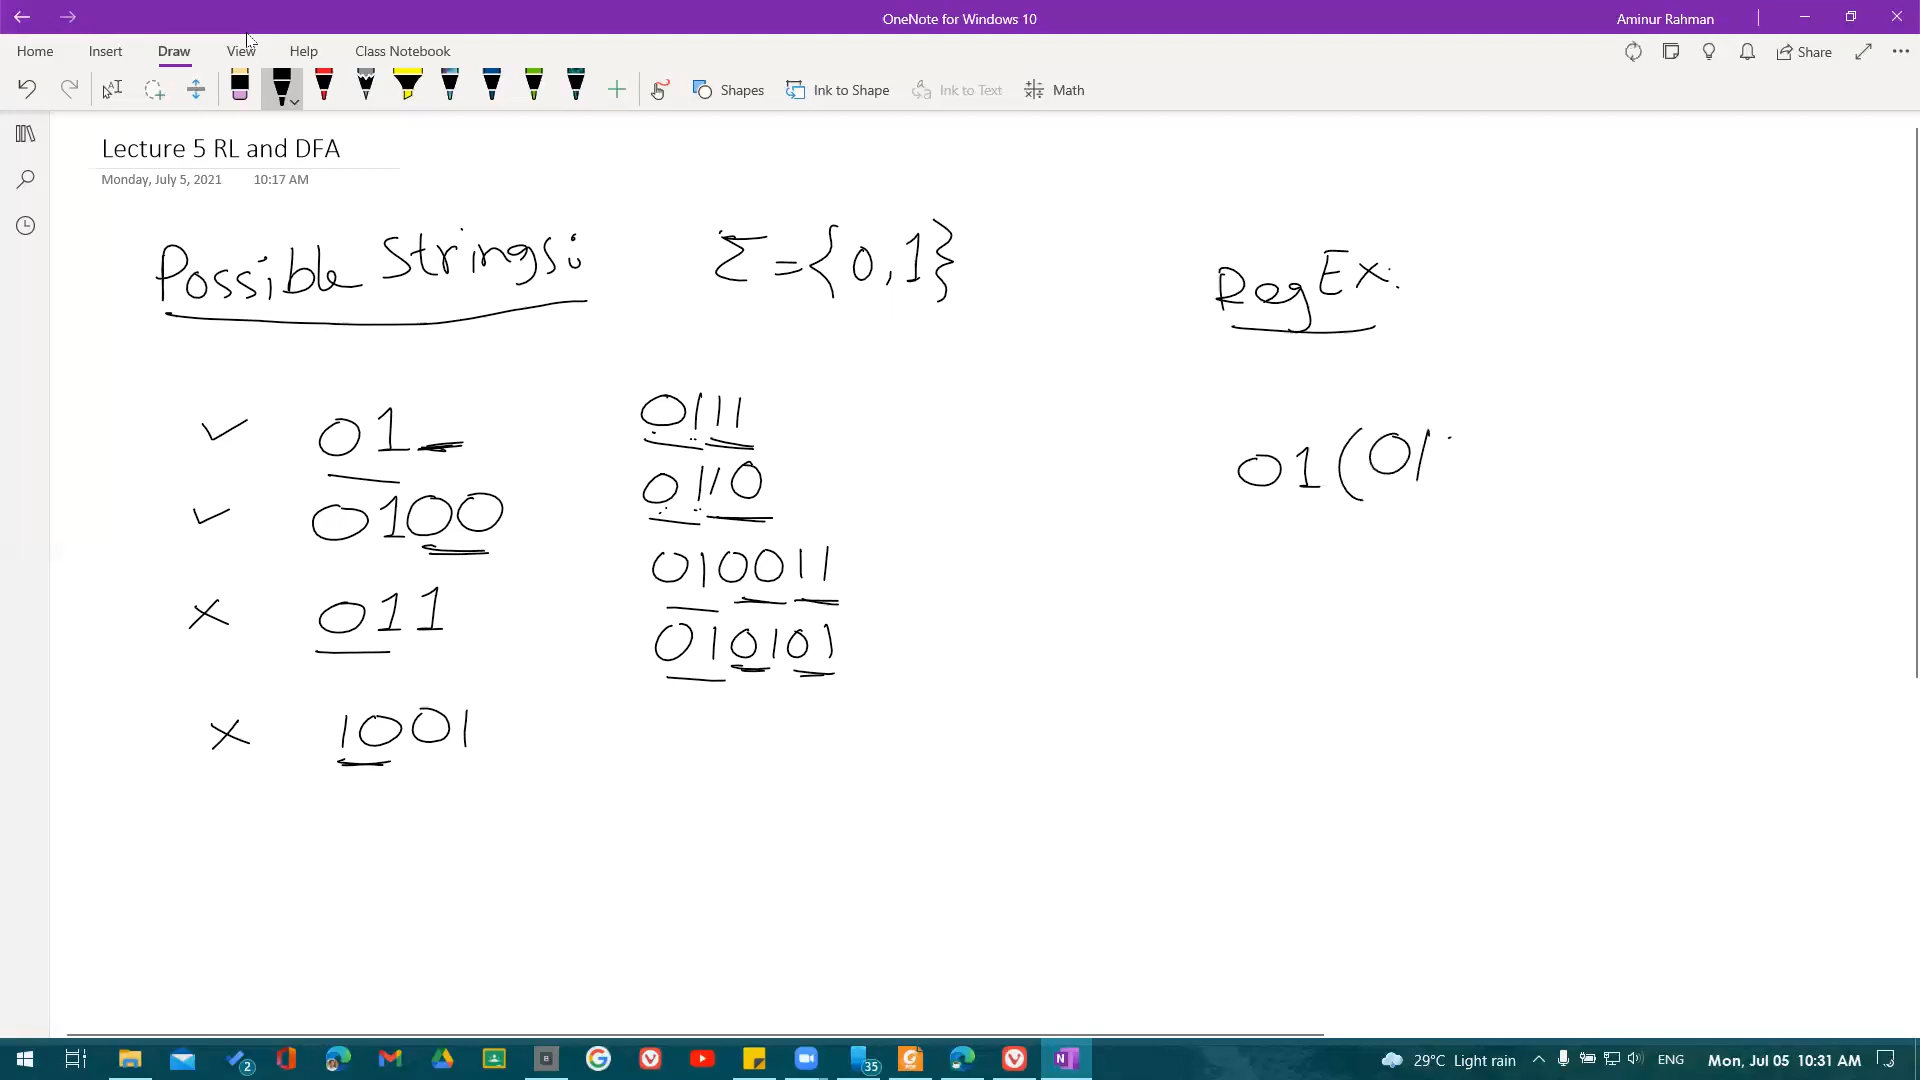 OneNote for Windows 10
Aminur Rahman
Home Insert Draw View Help Class Notebook
Share
Shapes Ink to Shape Ink to Text Math
Lecture 5 RL and DFA
Monday, July 5, 2021 10:17 AM
Possible Strings: Σ = {0, 1}
RegEx:
✓ 01
✓ 0100
× 011
× 1001
0111
0110
010011
010101
01(01
2
35
29°C Light rain
ENG
Mon, Jul 05 10:31 AM